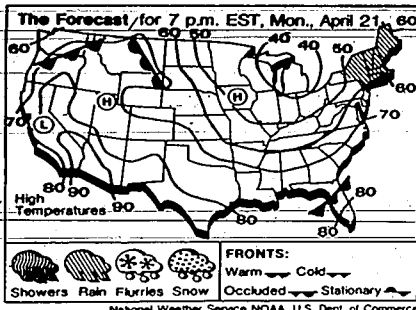 The Forecast for 7 p.m. EST, Mon., April 21
60
60 50
40
40
50
60
60
80
H
H
70
L
70
80
90
90
80
80
80
High
Temperatures
Showers Rain Flurries Snow
FRONTS:
Warm Cold
Occluded Stationary
National Weather Service NOAA, U.S. Dept. of Commerce